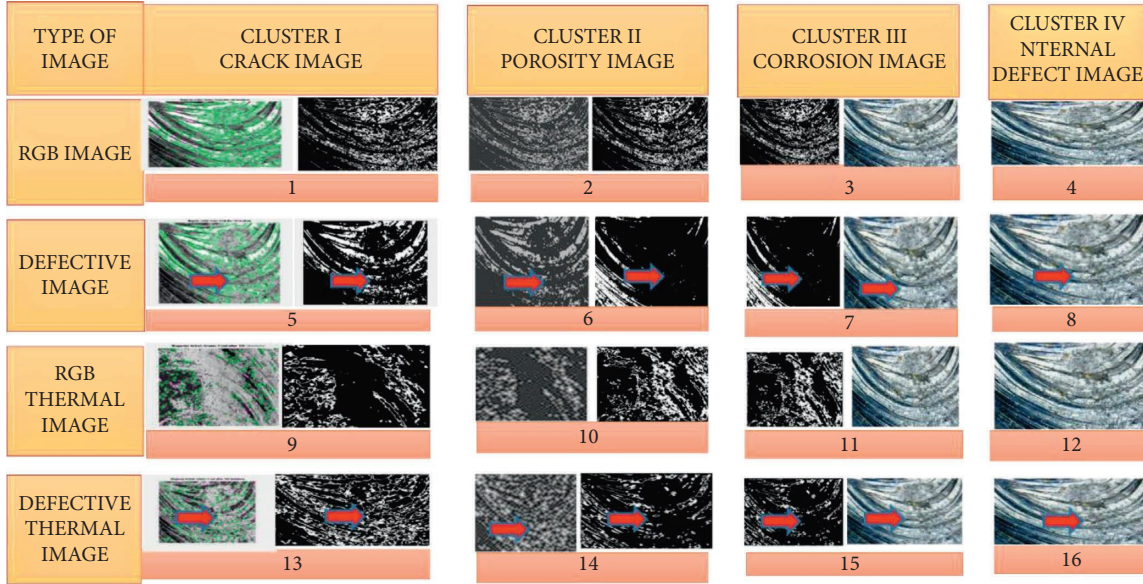 TYPE OF
IMAGE
CLUSTER I
CRACK IMAGE
CLUSTER II
POROSITY IMAGE
CLUSTER III
CORROSION IMAGE
CLUSTER IV
NTERNAL
DEFECT IMAGE
RGB IMAGE
1
2
3
4
DEFECTIVE
IMAGE
5
6
7
8
RGB
THERMAL
IMAGE
9
10
11
12
DEFECTIVE
THERMAL
IMAGE
13
14
15
16